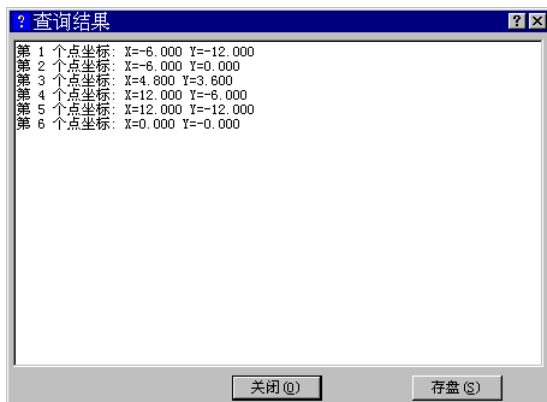 查询结果
第 1 个点坐标: X=-6.000 Y=-12.000
第 2 个点坐标: X=-6.000 Y=0.000
第 3 个点坐标: X=4.800 Y=3.600
第 4 个点坐标: X=12.000 Y=-6.000
第 5 个点坐标: X=12.000 Y=-12.000
第 6 个点坐标: X=0.000 Y=-0.000
关闭(Q) 存盘(S)